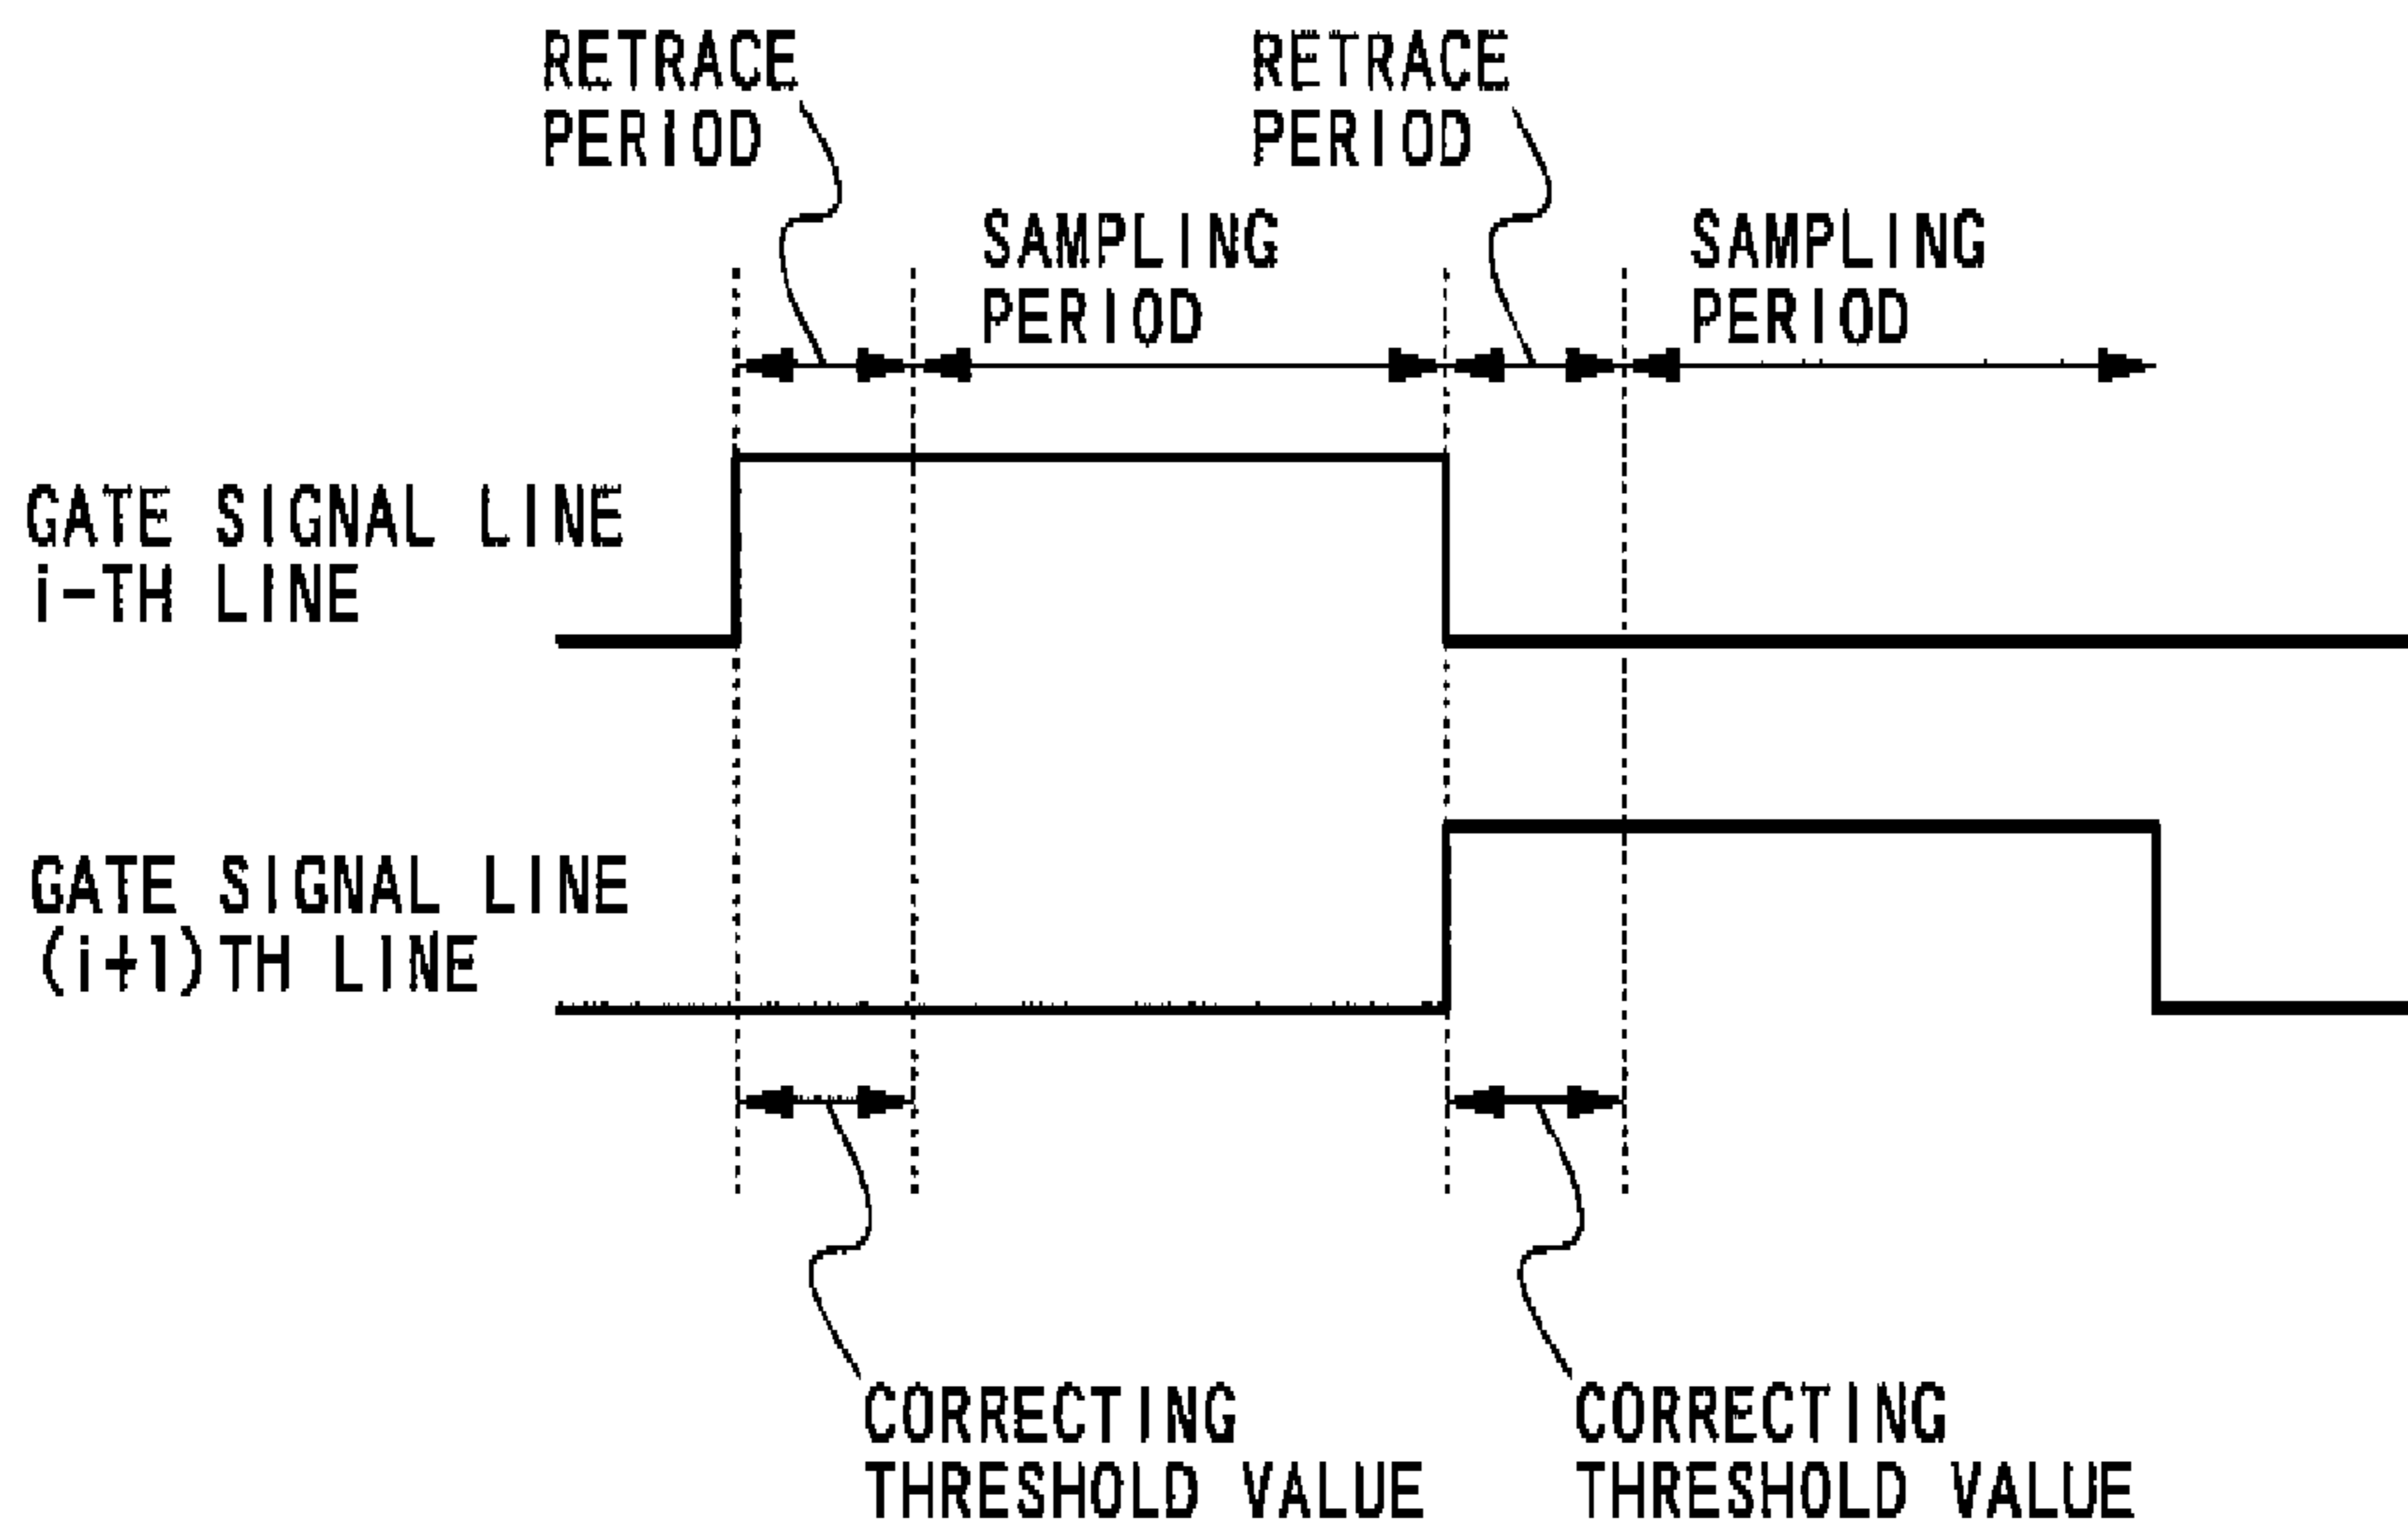 RETRACE
PERIOD
RETRACE
PERIOD
SAMPLING
PERIOD
SAMPLING
PERIOD
GATE SIGNAL LINE
i-TH LINE
GATE SIGNAL LINE
(i+1)TH LINE
CORRECTING
THRESHOLD VALUE
CORRECTING
THRESHOLD VALUE